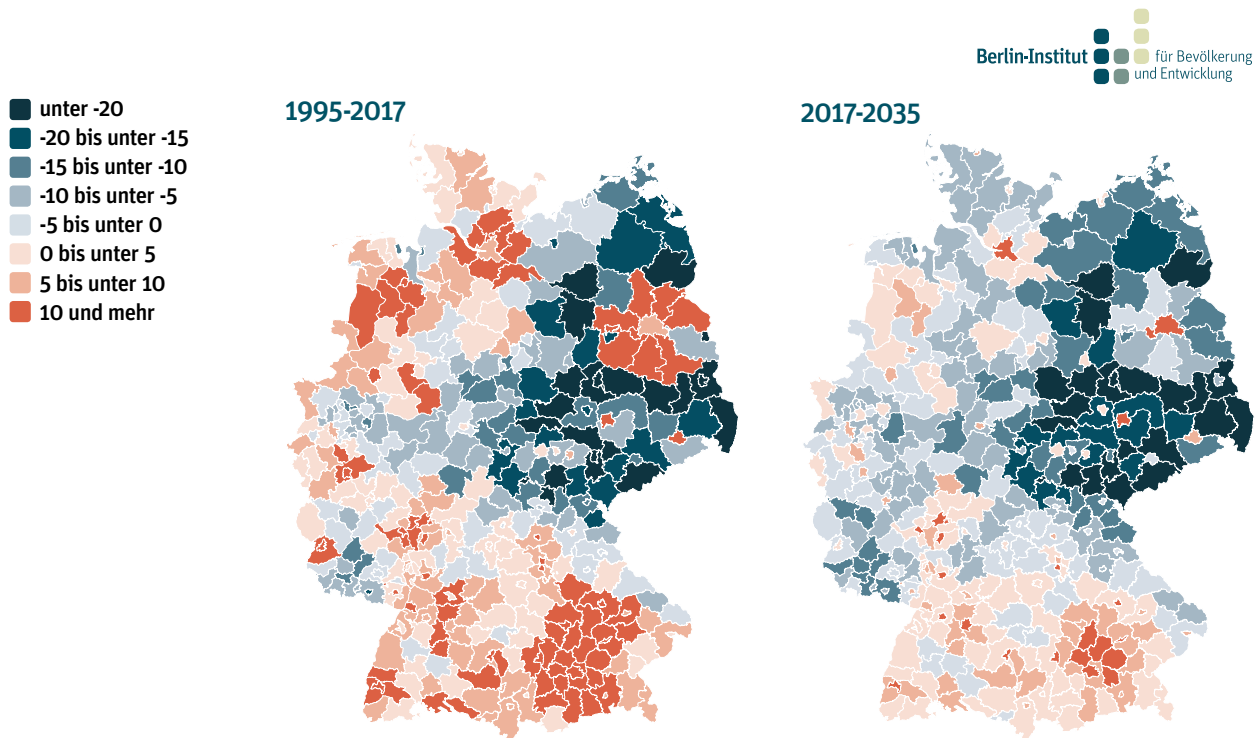 Berlin-Institut
für Bevölkerung
und Entwicklung
unter -20
-20 bis unter -15
-15 bis unter -10
-10 bis unter -5
-5 bis unter 0
0 bis unter 5
5 bis unter 10
10 und mehr
1995-2017
2017-2035